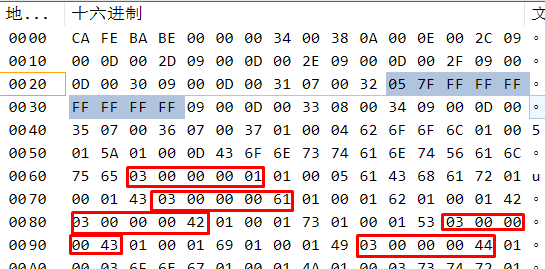 地... 十六进制 文
0000 CA FE BA BE 00 00 00 34 00 38 0A 00 0E 00 2C 09 。
0010 00 0D 00 2D 09 00 0D 00 2E 09 00 0D 00 2F 09 00 。
0020 0D 00 30 09 00 0D 00 31 07 00 32 05 7F FF FF FF 。
0030 FF FF FF FF 09 00 0D 00 33 08 00 34 09 00 0D 00 。
0040 35 07 00 36 07 00 37 01 00 04 62 6F 6F 6C 01 00 5
0050 01 5A 01 00 0D 43 6F 6E 73 74 61 6E 74 56 61 6C 。
0060 75 65 03 00 00 00 01 01 00 05 61 43 68 61 72 01 u
0070 00 01 43 03 00 00 00 61 01 00 01 62 01 00 01 42 。
0080 03 00 00 00 42 01 00 01 73 01 00 01 53 03 00 00 。
0090 00 43 01 00 01 69 01 00 01 49 03 00 00 00 44 01 。